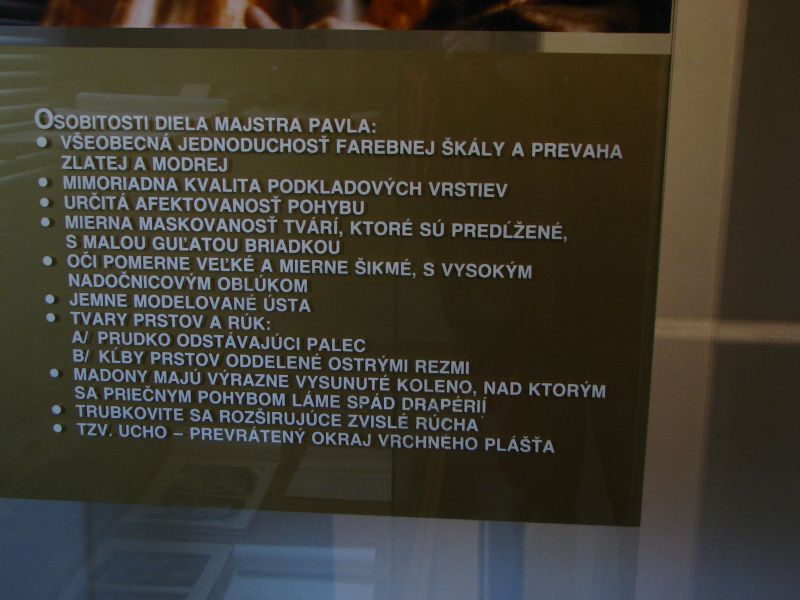 OSOBITOSTI DIELA MAJSTRA PAVLA:
• VŠEOBECNÁ JEDNODUCHOSŤ FAREBNEJ ŠKÁLY A PREVAHA
ZLATEJ A MODREJ
• MIMORIADNA KVALITA PODKLADOVÝCH VRSTIEV
• URČITÁ AFEKTOVANOSŤ POHYBU
• MIERNA MASKOVANOSŤ TVÁRÍ, KTORÉ SÚ PREDĹŽENÉ,
S MALOU GUĽATOU BRIADKOU
• OČI POMERNE VEĽKÉ A MIERNE ŠIKMÉ, S VYSOKÝM
NADOČNICOVÝM OBLÚKOM
• JEMNE MODELOVANÉ ÚSTA
• TVARY PRSTOV A RÚK:
A/ PRUDKO ODSTÁVAJÚCI PALEC
B/ KĹBY PRSTOV ODDELENÉ OSTRÝMI REZMI
• MADONY MAJÚ VÝRAZNE VYSUNUTÉ KOLENO, NAD KTORÝM
SA PRIEČNYM POHYBOM LÁME SPÁD DRAPÉRIÍ
• TRUBKOVITE SA ROZŠIRUJÚCE ZVISLÉ RÚCHA
• TZV. UCHO – PREVRÁTENÝ OKRAJ VRCHNÉHO PLÁŠŤA